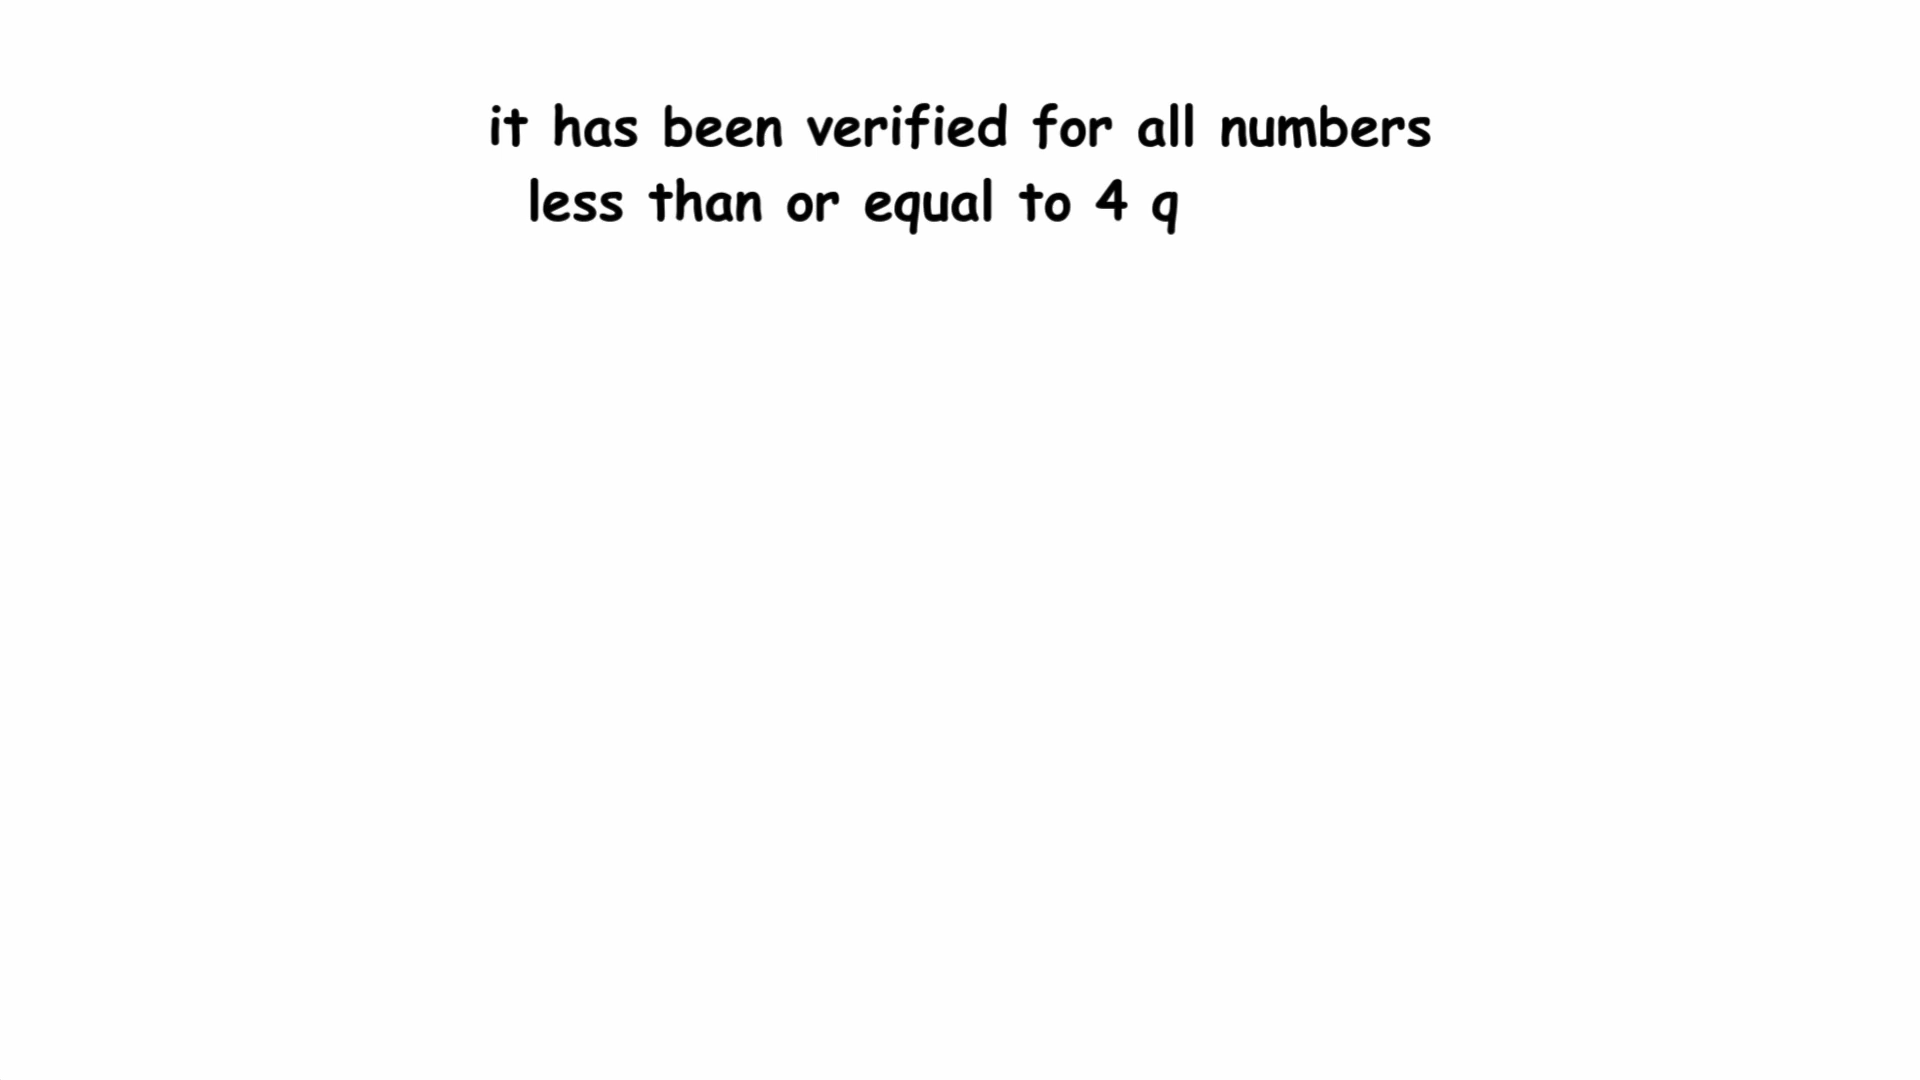 it has been verified for all numbers
less than or equal to 4 q